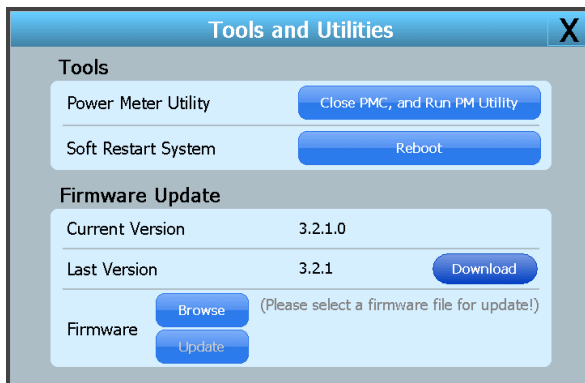 Tools and Utilities X
Tools
Power Meter Utility Close PMC, and Run PM Utility
Soft Restart System Reboot
Firmware Update
Current Version 3.2.1.0
Last Version 3.2.1 Download
Firmware Browse (Please select a firmware file for update!)
Update